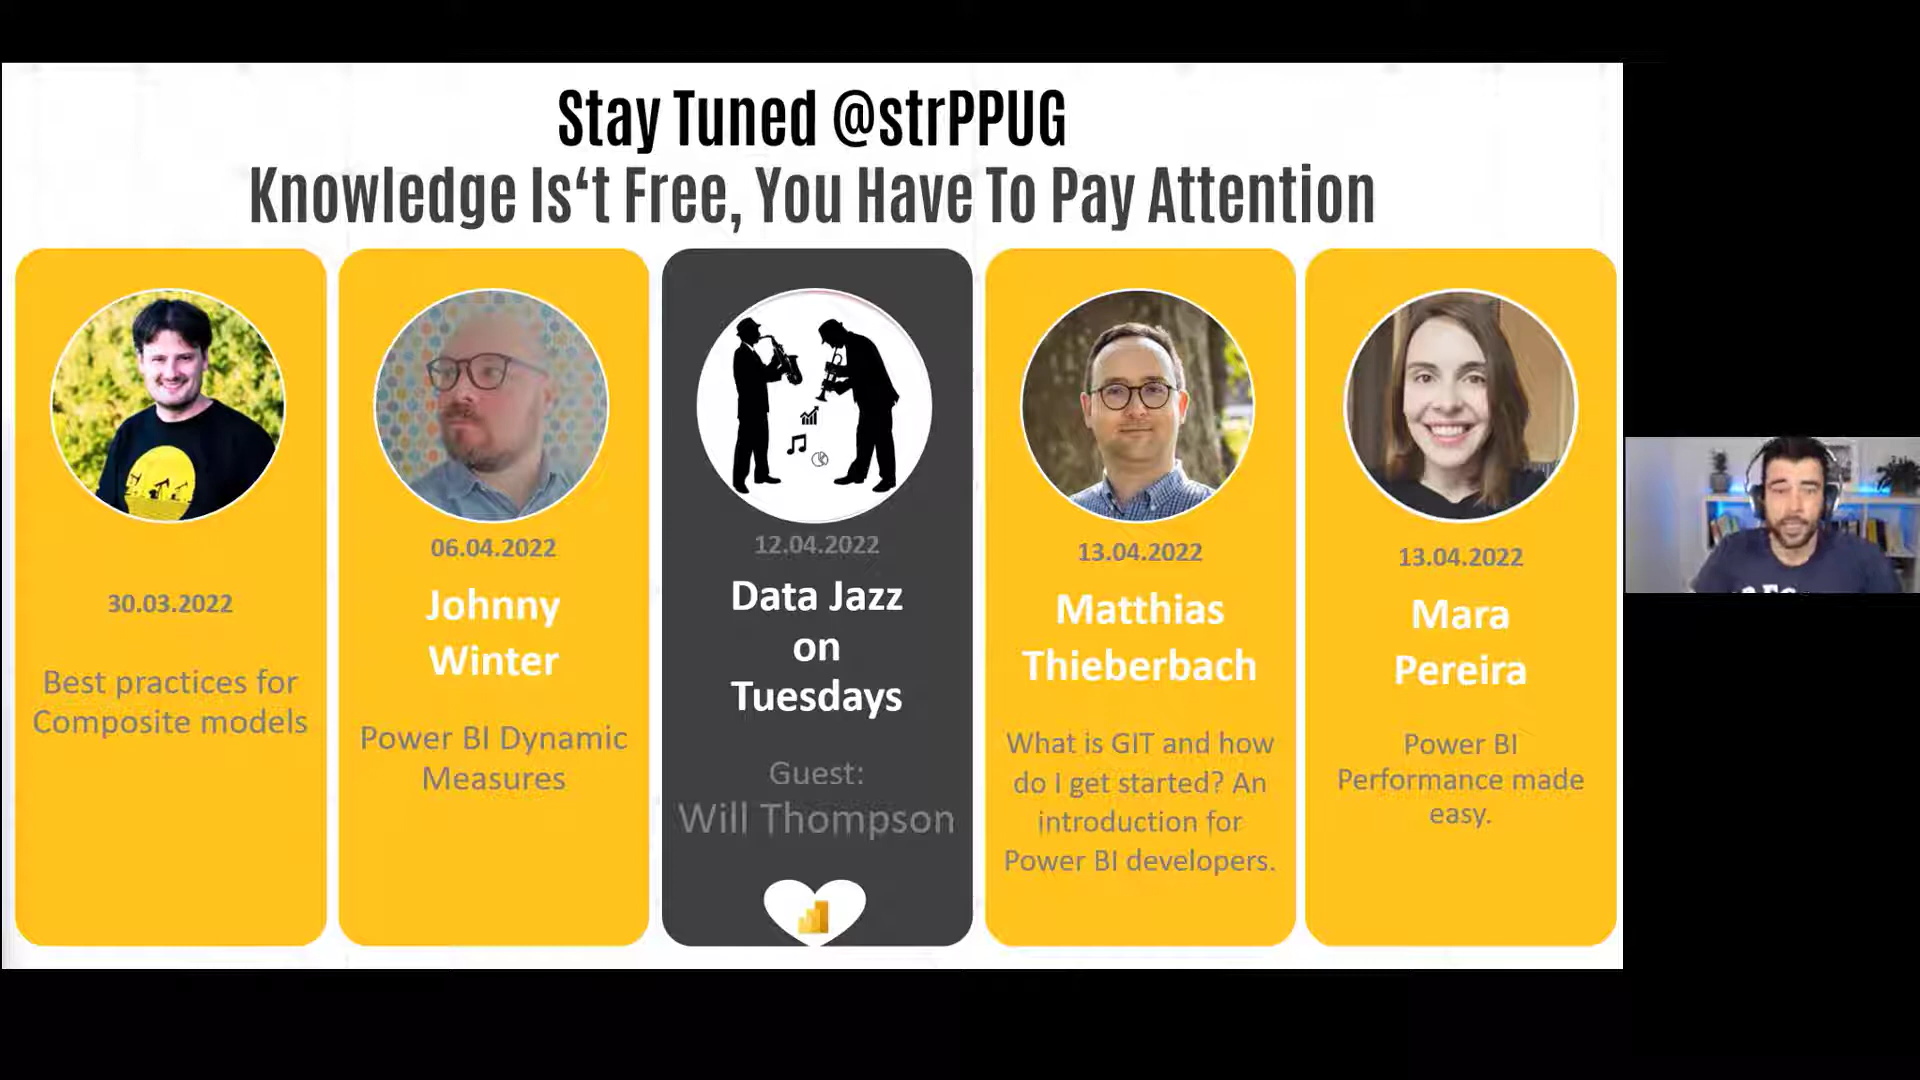 Stay Tuned @strPPUG
Knowledge Is‘t Free, You Have To Pay Attention
30.03.2022
Best practices for
Composite models
06.04.2022
Johnny
Winter
Power BI Dynamic
Measures
12.04.2022
Data Jazz
on
Tuesdays
Guest:
Will Thompson
13.04.2022
Matthias
Thieberbach
What is GIT and how
do I get started? An
introduction for
Power BI developers.
13.04.2022
Mara
Pereira
Power BI
Performance made
easy.